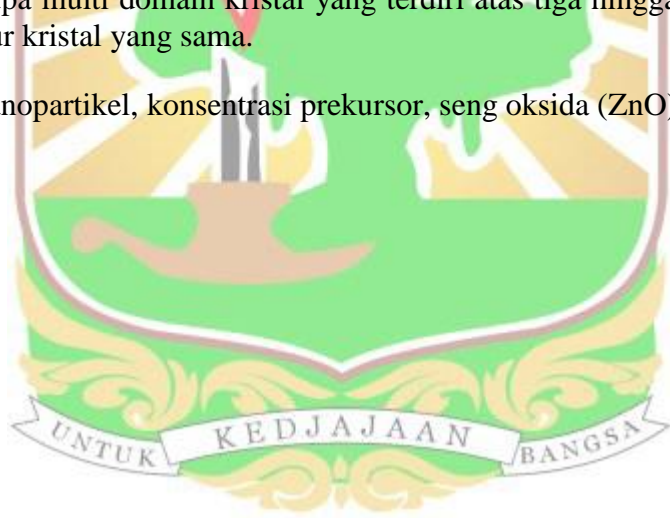 pa multi domain kristal yang terdiri atas tiga hingga
ur kristal yang sama.
nopartikel, konsentrasi prekursor, seng oksida (ZnO)
UNTUK KEDJAJAAN BANGSA